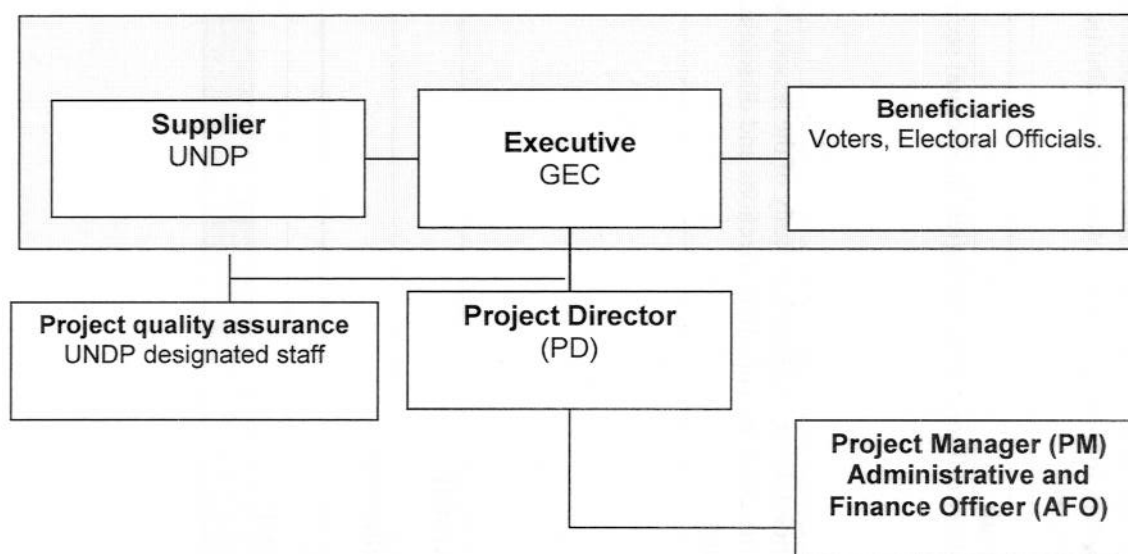 Supplier
UNDP
Executive
GEC
Beneficiaries
Voters, Electoral Officials.
Project quality assurance
UNDP designated staff
Project Director
(PD)
Project Manager (PM)
Administrative and
Finance Officer (AFO)